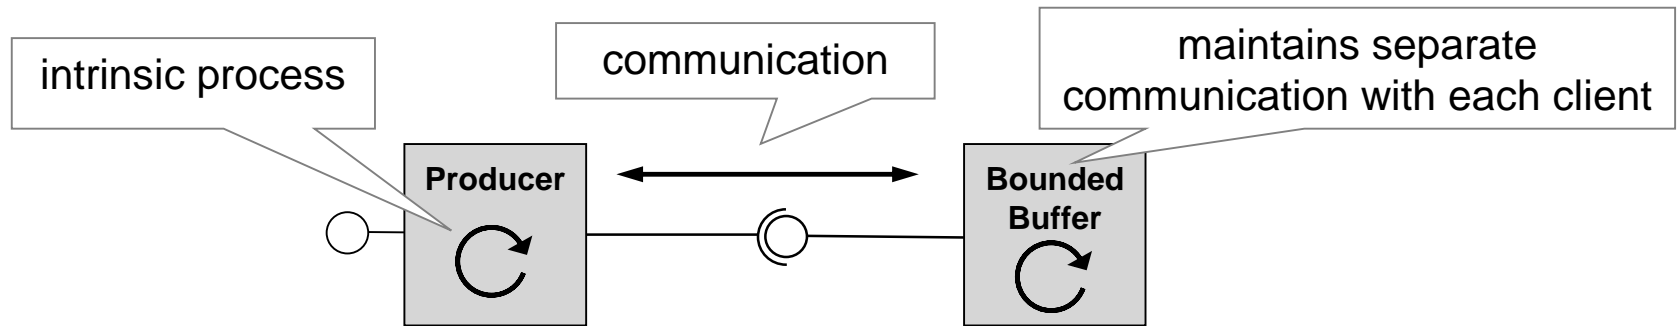 intrinsic process
communication
maintains separate
communication with each client
Producer
Bounded
Buffer